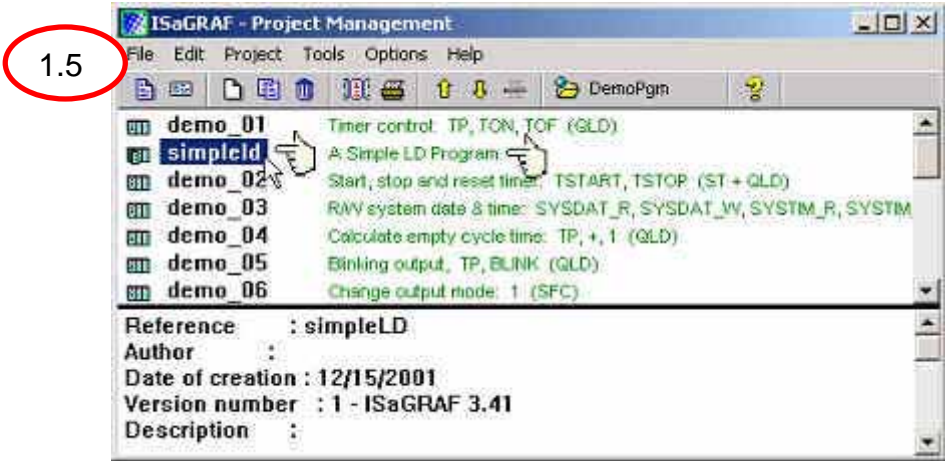 1.5
ISaGRAF - Project Management
File Edit Project Tools Options Help
DemoPgm
demo_01 Timer control: TP, TON, TOF (QLD)
simpleld A Simple LD Program
demo_02 Start, stop and reset timer: TSTART, TSTOP (ST + QLD)
demo_03 R/W system date & time: SYSDAT_R, SYSDAT_W, SYSTIM_R, SYSTIM
demo_04 Calculate empty cycle time: TP, +, 1 (QLD)
demo_05 Blinking output, TP, BLINK (QLD)
demo_06 Change output mode: 1 (SFC)
Reference : simpleLD
Author :
Date of creation : 12/15/2001
Version number : 1 - ISaGRAF 3.41
Description :